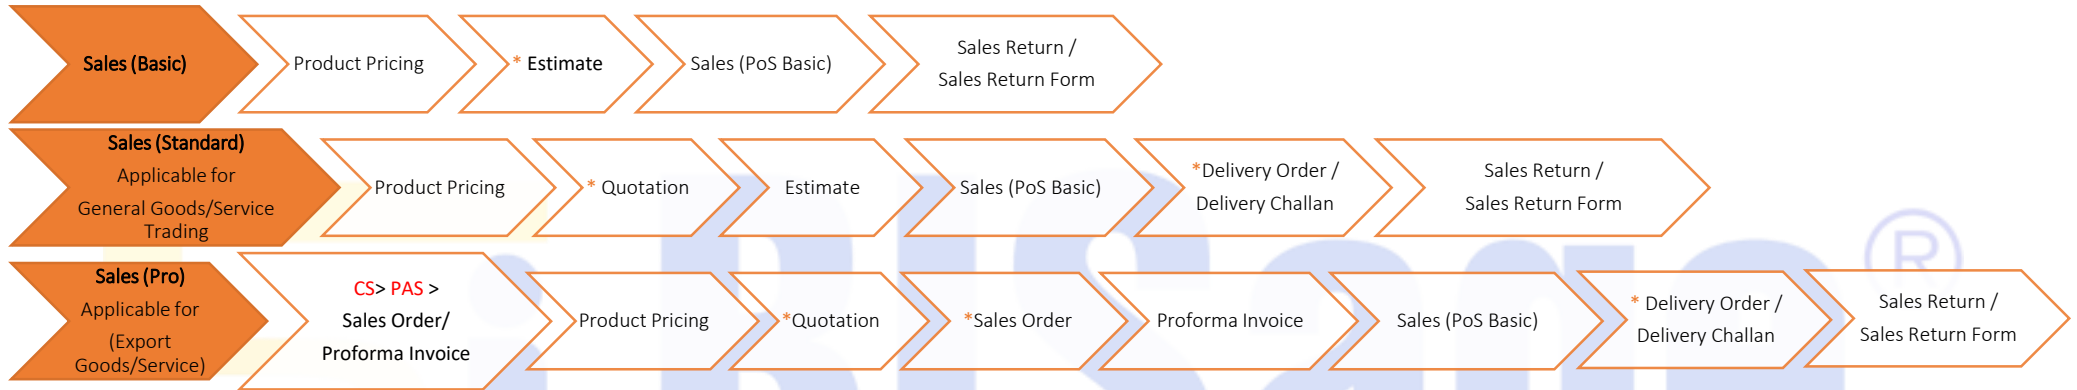 Sales (Basic)
Product Pricing
* Estimate
Sales (PoS Basic)
Sales Return /
Sales Return Form
Sales (Standard)
Applicable for
General Goods/Service
Trading
Product Pricing
* Quotation
Estimate
Sales (PoS Basic)
*Delivery Order /
Delivery Challan
Sales Return /
Sales Return Form
Sales (Pro)
Applicable for
(Export
Goods/Service)
CS> PAS >
Sales Order/
Proforma Invoice
Product Pricing
*Quotation
*Sales Order
Proforma Invoice
Sales (PoS Basic)
* Delivery Order /
Delivery Challan
Sales Return /
Sales Return Form
®